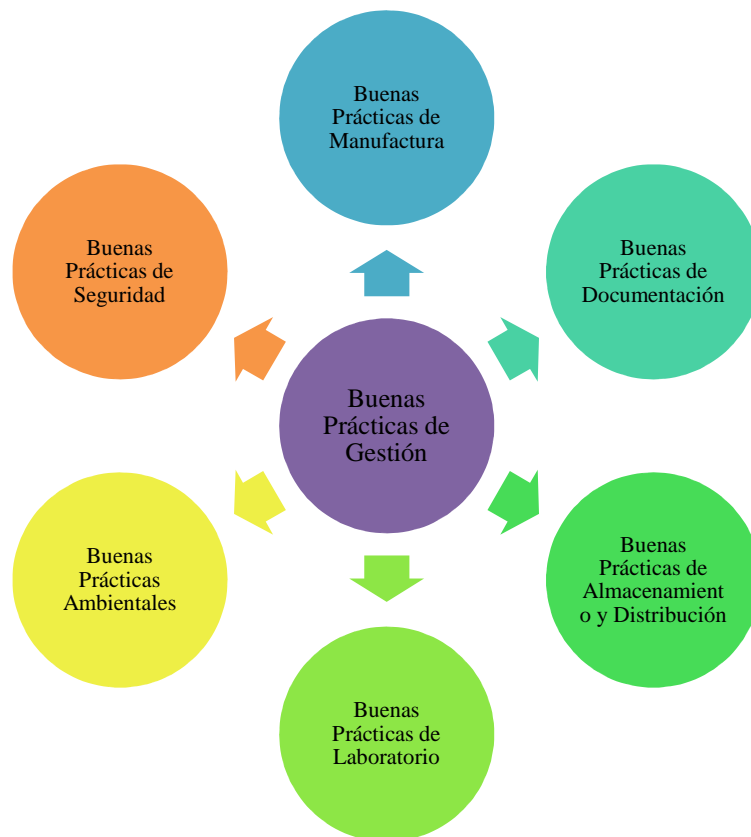 Buenas
Prácticas de
Manufactura
Buenas
Prácticas de
Seguridad
Buenas
Prácticas de
Documentación
Buenas
Prácticas de
Gestión
Buenas
Prácticas
Ambientales
Buenas
Prácticas de
Almacenamient
o y Distribución
Buenas
Prácticas de
Laboratorio